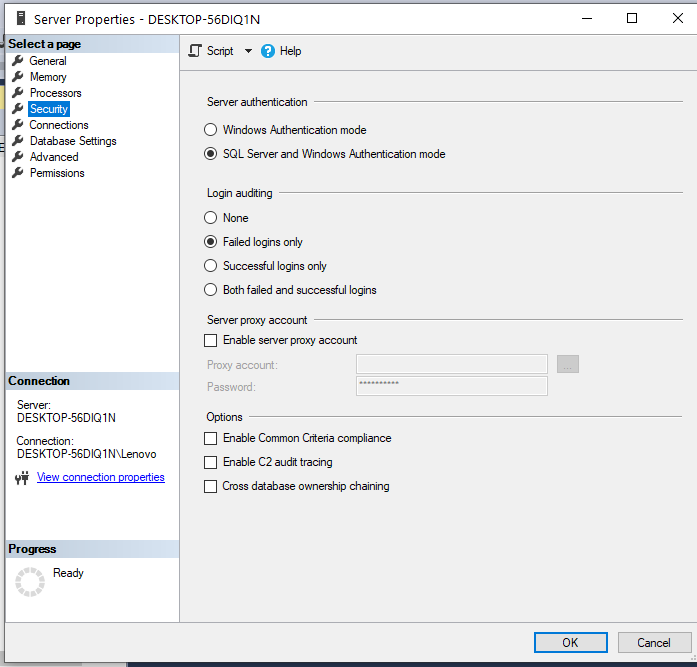 Server Properties - DESKTOP-56DIQ1N
Select a page
General
Memory
Processors
Security
Connections
Database Settings
Advanced
Permissions
Script
Help
Server authentication
Windows Authentication mode
SQL Server and Windows Authentication mode
Login auditing
None
Failed logins only
Successful logins only
Both failed and successful logins
Server proxy account
Enable server proxy account
Proxy account:
...
Password:
**********
Options
Enable Common Criteria compliance
Enable C2 audit tracing
Cross database ownership chaining
Connection
Server:
DESKTOP-56DIQ1N
Connection:
DESKTOP-56DIQ1N\Lenovo
View connection properties
Progress
Ready
OK
Cancel